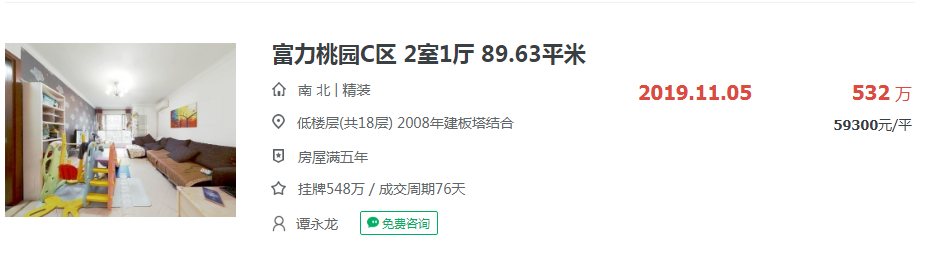 富力桃园C区 2室1厅 89.63平米
南 北 | 精装
2019.11.05
532 万
低楼层(共18层) 2008年建板塔结合
59300元/平
房屋满五年
挂牌548万 / 成交周期76天
谭永龙
免费咨询